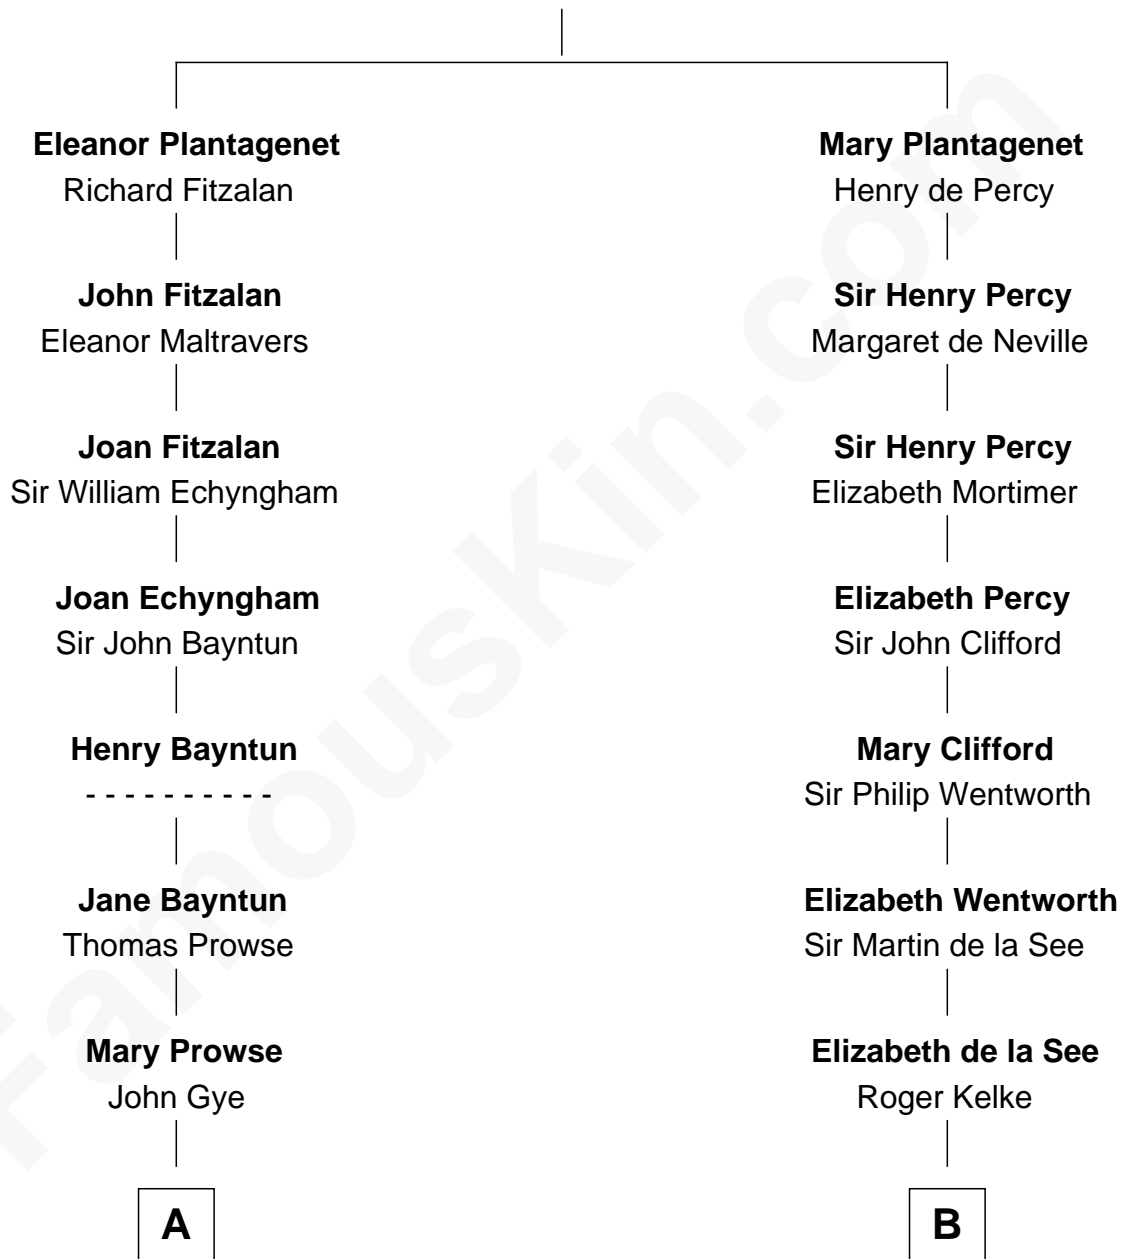 Eleanor Plantagenet
Richard Fitzalan
Mary Plantagenet
Henry de Percy
John Fitzalan
Eleanor Maltravers
Sir Henry Percy
Margaret de Neville
Joan Fitzalan
Sir William Echyngham
Sir Henry Percy
Elizabeth Mortimer
Joan Echyngham
Sir John Bayntun
Elizabeth Percy
Sir John Clifford
Henry Bayntun
- - - - - - - - - -
Mary Clifford
Sir Philip Wentworth
Jane Bayntun
Thomas Prowse
Elizabeth Wentworth
Sir Martin de la See
Mary Prowse
John Gye
Elizabeth de la See
Roger Kelke
A
B
FamousKin.com